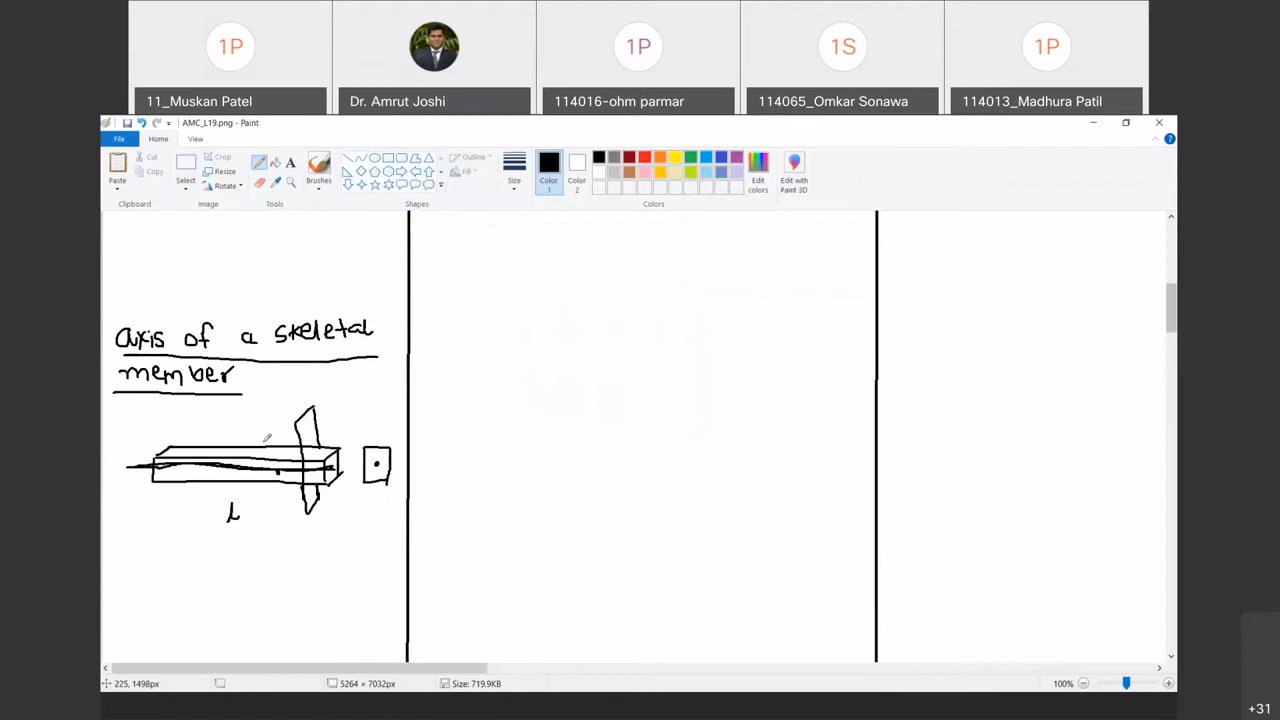 1P
1P
1S
1P
11_Muskan Patel
Dr. Amrut Joshi
114016-ohm parmar
114065_Omkar Sonawa
114013_Madhura Patil
AMC_L19.png - Paint
File
Home
View
Paste
Cut
Copy
Clipboard
Select
Crop
Resize
Rotate
Image
A
Tools
Brushes
Outline
Fill
Shapes
Size
Color
1
Color
2
Edit
colors
Edit with
Paint 3D
Colors
axis of a skeletal
member
225, 1498px
5264 × 7032px
Size: 719.9KB
100%
+31